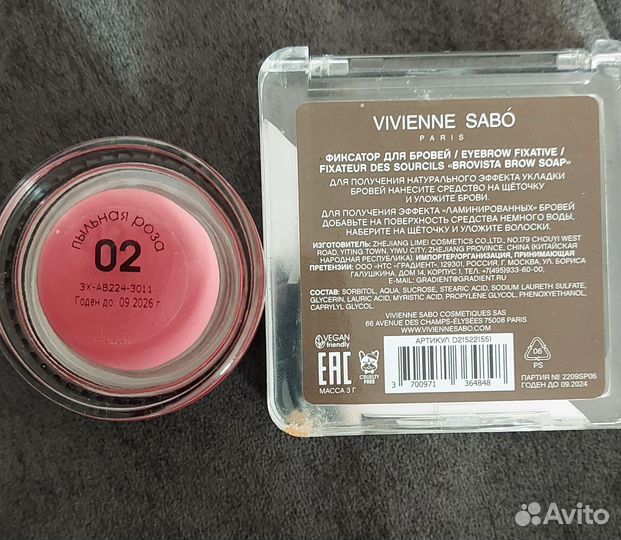 пыльная роза
02
3X-AB224-3011
Годен до: 09 2026 г
VIVIENNE SABÓ
PARIS
ФИКСАТОР ДЛЯ БРОВЕЙ / EYEBROW FIXATIVE /
FIXATEUR DES SOURCILS «BROVISTA BROW SOAP»
ДЛЯ ПОЛУЧЕНИЯ НАТУРАЛЬНОГО ЭФФЕКТА УКЛАДКИ
БРОВЕЙ НАНЕСИТЕ СРЕДСТВО НА ЩЁТОЧКУ
И УЛОЖИТЕ БРОВИ.
ДЛЯ ПОЛУЧЕНИЯ ЭФФЕКТА «ЛАМИНИРОВАННЫХ» БРОВЕЙ
ДОБАВЬТЕ НА ПОВЕРХНОСТЬ СРЕДСТВА НЕМНОГО ВОДЫ,
НАБЕРИТЕ НА ЩЁТОЧКУ И УЛОЖИТЕ ВОЛОСКИ.
ИЗГОТОВИТЕЛЬ: ZHEJIANG LIMEI COSMETICS CO.,LTD., NO.179 CHOUYI WEST
ROAD, YITING TOWN, YIWU CITY, ZHEJIANG PROVINCE, CHINA (КИТАЙСКАЯ
НАРОДНАЯ РЕСПУБЛИКА). ИМПОРТЕР/ОРГАНИЗАЦИЯ, ПРИНИМАЮЩАЯ
ПРЕТЕНЗИИ: ООО «НТС «ГРАДИЕНТ», 129301, РОССИЯ, Г. МОСКВА, УЛ. БОРИСА
ГАЛУШКИНА, ДОМ 14, КОРПУС 1. ТЕЛ. +7(495)933-60-00,
EMAIL: GRADIENT@GRADIENT.RU
СОСТАВ: SORBITOL, AQUA, SUCROSE, STEARIC ACID, SODIUM LAURETH SULFATE,
GLYCERIN, LAURIC ACID, MYRISTIC ACID, PROPYLENE GLYCOL, PHENOXYETHANOL,
CAPRYLYL GLYCOL.
VIVIENNE SABO COSMETIQUES SAS
66 AVENUE DES CHAMPS-ÉLYSÉES 75008 PARIS
WWW.VIVIENNESABO.COM
VEGAN
friendly
АРТИКУЛ D215221551
06
PS
EAC
CRUELTY
FREE
МАССА 3 Г
3 700971 364848
ПАРТИЯ № 2209SP06
ГОДЕН ДО 09.2024
Avito